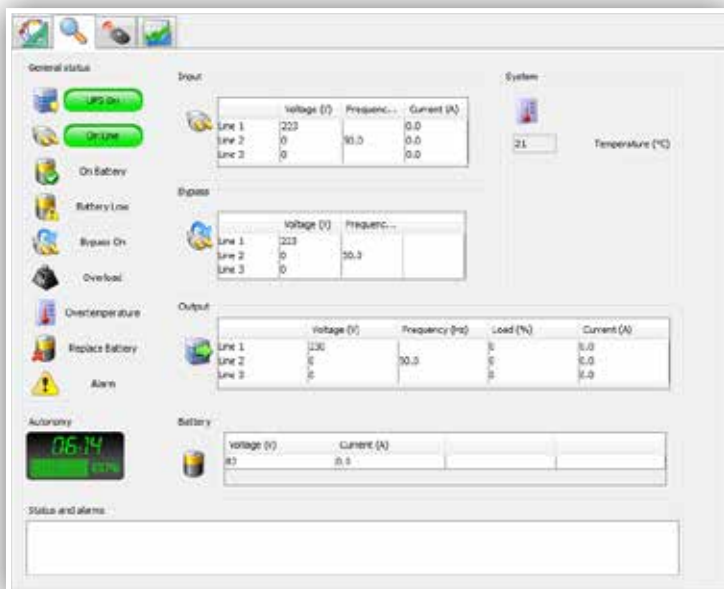 General status
UPS On
On Line
On Battery
Battery Low
Bypass On
Overload
Overtemperature
Replace Battery
Alarm
Autonomy
06:14
Input
Voltage (V) Frequenc... Current (A)
Line 1 223 0.0
Line 2 0 50.0 0.0
Line 3 0 0.0
Bypass
Voltage (V) Frequenc...
Line 1 223
Line 2 0 50.0
Line 3 0
Output
Voltage (V) Frequency (Hz) Load (%) Current (A)
Line 1 230 0 0.0
Line 2 0 50.0 0 0.0
Line 3 0 0 0.0
Battery
Voltage (V) Current (A)
0.0
System
21 Temperature (°C)
Status and alarms